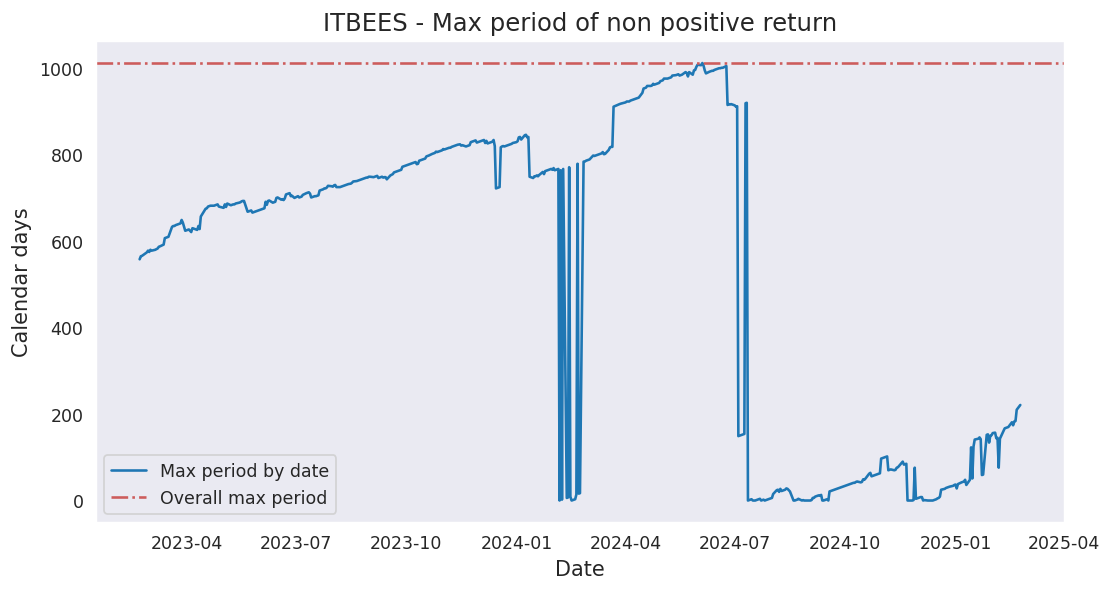 ITBEES - Max period of non positive return
Calendar days
1000
800
600
400
200
0
Max period by date
Overall max period
2023-04 2023-07 2023-10 2024-01 2024-04 2024-07 2024-10 2025-01 2025-04
Date